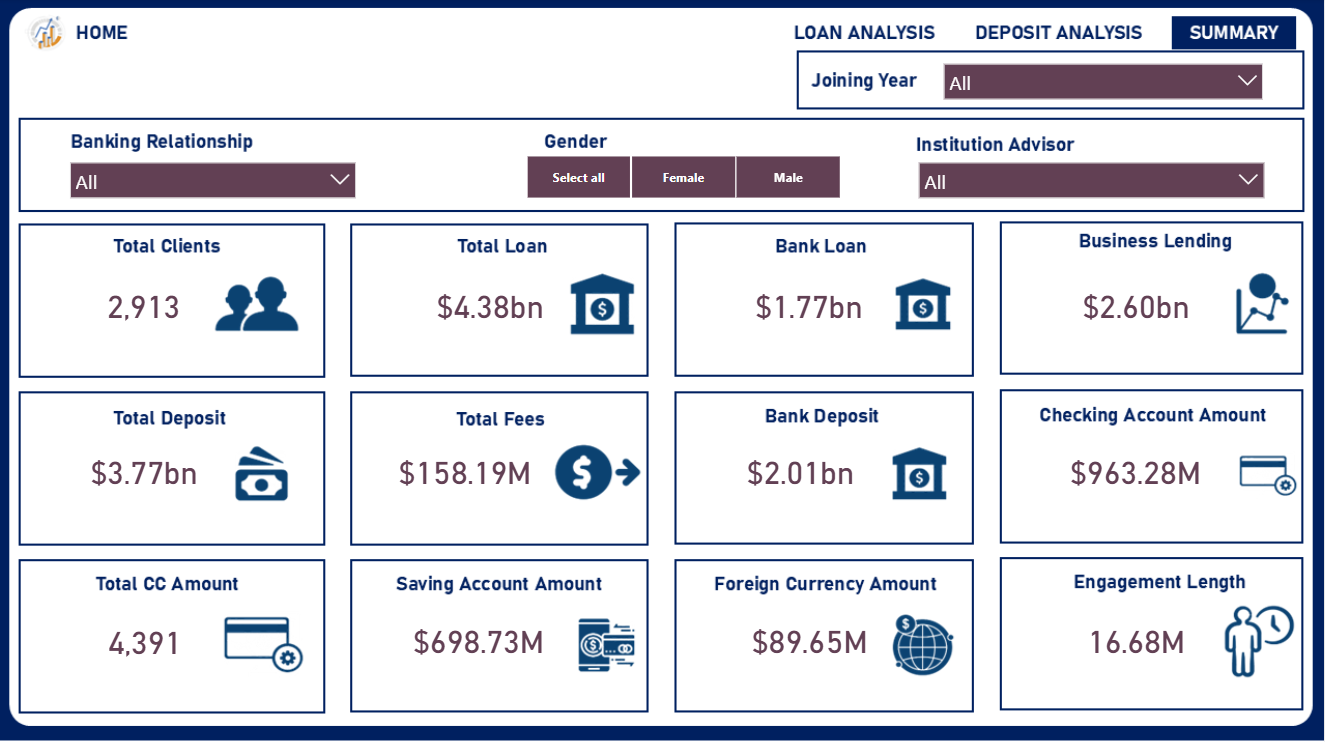 HOME
LOAN ANALYSIS
DEPOSIT ANALYSIS
SUMMARY
Joining Year
All
Banking Relationship
All
Gender
Select all
Female
Male
Institution Advisor
All
Total Clients
2,913
Total Loan
$4.38bn
Bank Loan
$1.77bn
Business Lending
$2.60bn
Total Deposit
$3.77bn
Total Fees
$158.19M
Bank Deposit
$2.01bn
Checking Account Amount
$963.28M
Total CC Amount
4,391
Saving Account Amount
$698.73M
Foreign Currency Amount
$89.65M
Engagement Length
16.68M